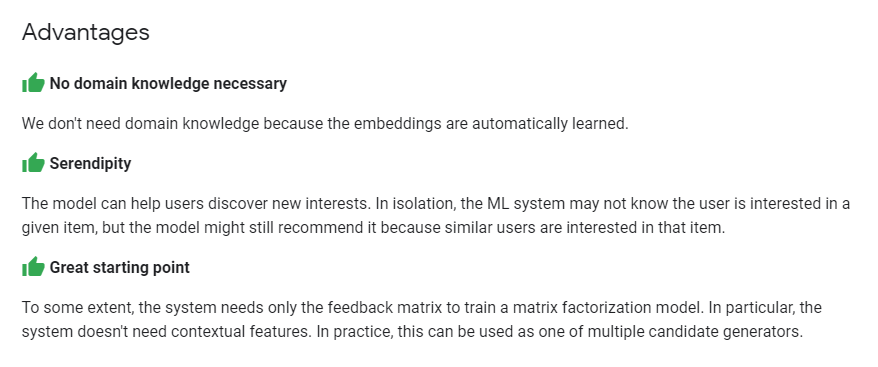 Advantages
No domain knowledge necessary
We don't need domain knowledge because the embeddings are automatically learned.
Serendipity
The model can help users discover new interests. In isolation, the ML system may not know the user is interested in a
given item, but the model might still recommend it because similar users are interested in that item.
Great starting point
To some extent, the system needs only the feedback matrix to train a matrix factorization model. In particular, the
system doesn't need contextual features. In practice, this can be used as one of multiple candidate generators.